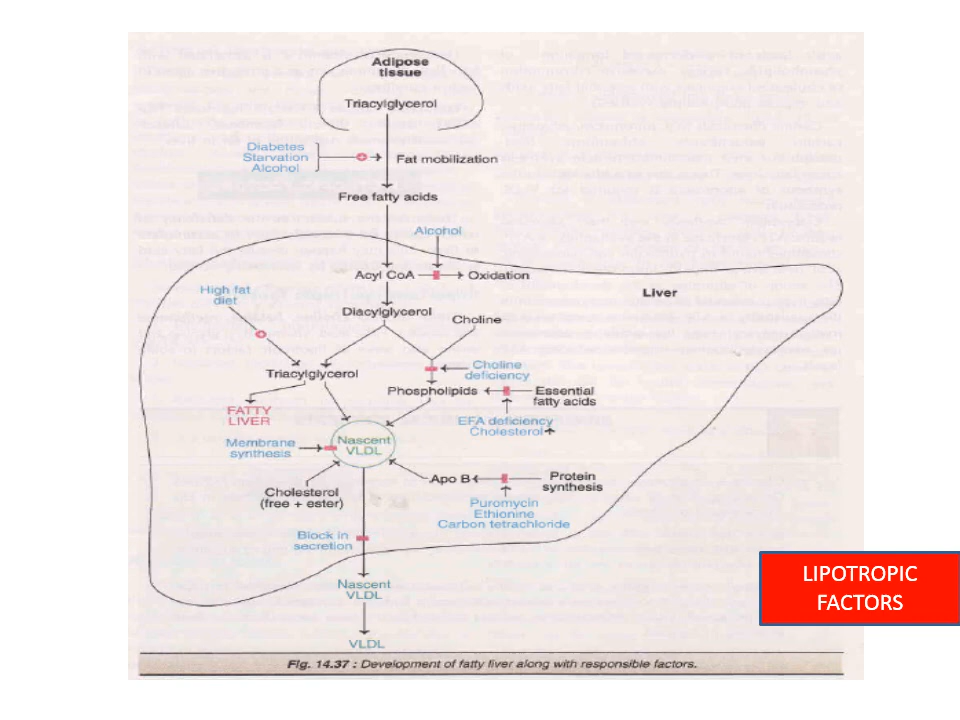 Adipose
tissue
Triacylglycerol
Diabetes
Starvation
Alcohol
Fat mobilization
Free fatty acids
Alcohol
Acyl CoA
Oxidation
Liver
High fat
diet
Diacylglycerol
Choline
Triacylglycerol
Choline
deficiency
Phospholipids
Essential
fatty acids
FATTY
LIVER
EFA deficiency
Cholesterol
Membrane
synthesis
Nascent
VLDL
Apo B
Protein
synthesis
Cholesterol
(free + ester)
Puromycin
Ethionine
Carbon tetrachloride
Block in
secretion
Nascent
VLDL
VLDL
LIPOTROPIC
FACTORS
Fig. 14.37 : Development of fatty liver along with responsible factors.